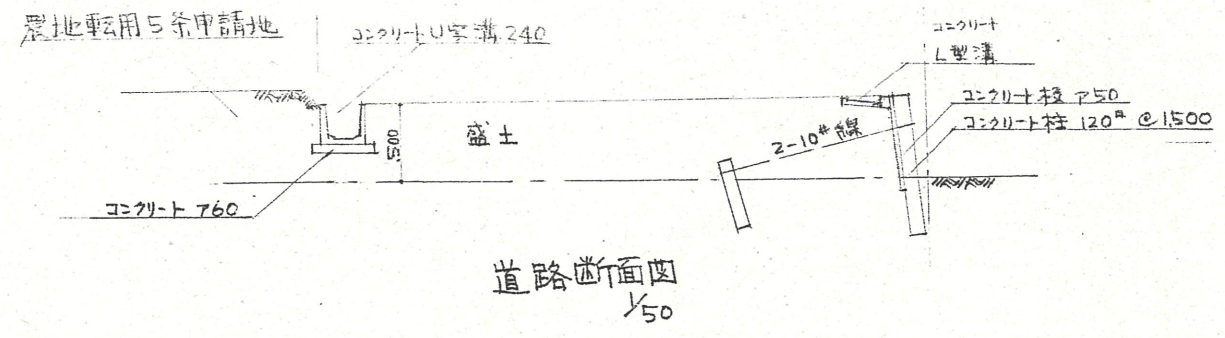 農地転用5条申請地
コンクリートU字溝240
コンクリート
L型溝
コンクリート板 ア50
コンクリート柱 120□ @1,500
盛土
500
2-10#線
コンクリート ア60
道路断面図
1/50